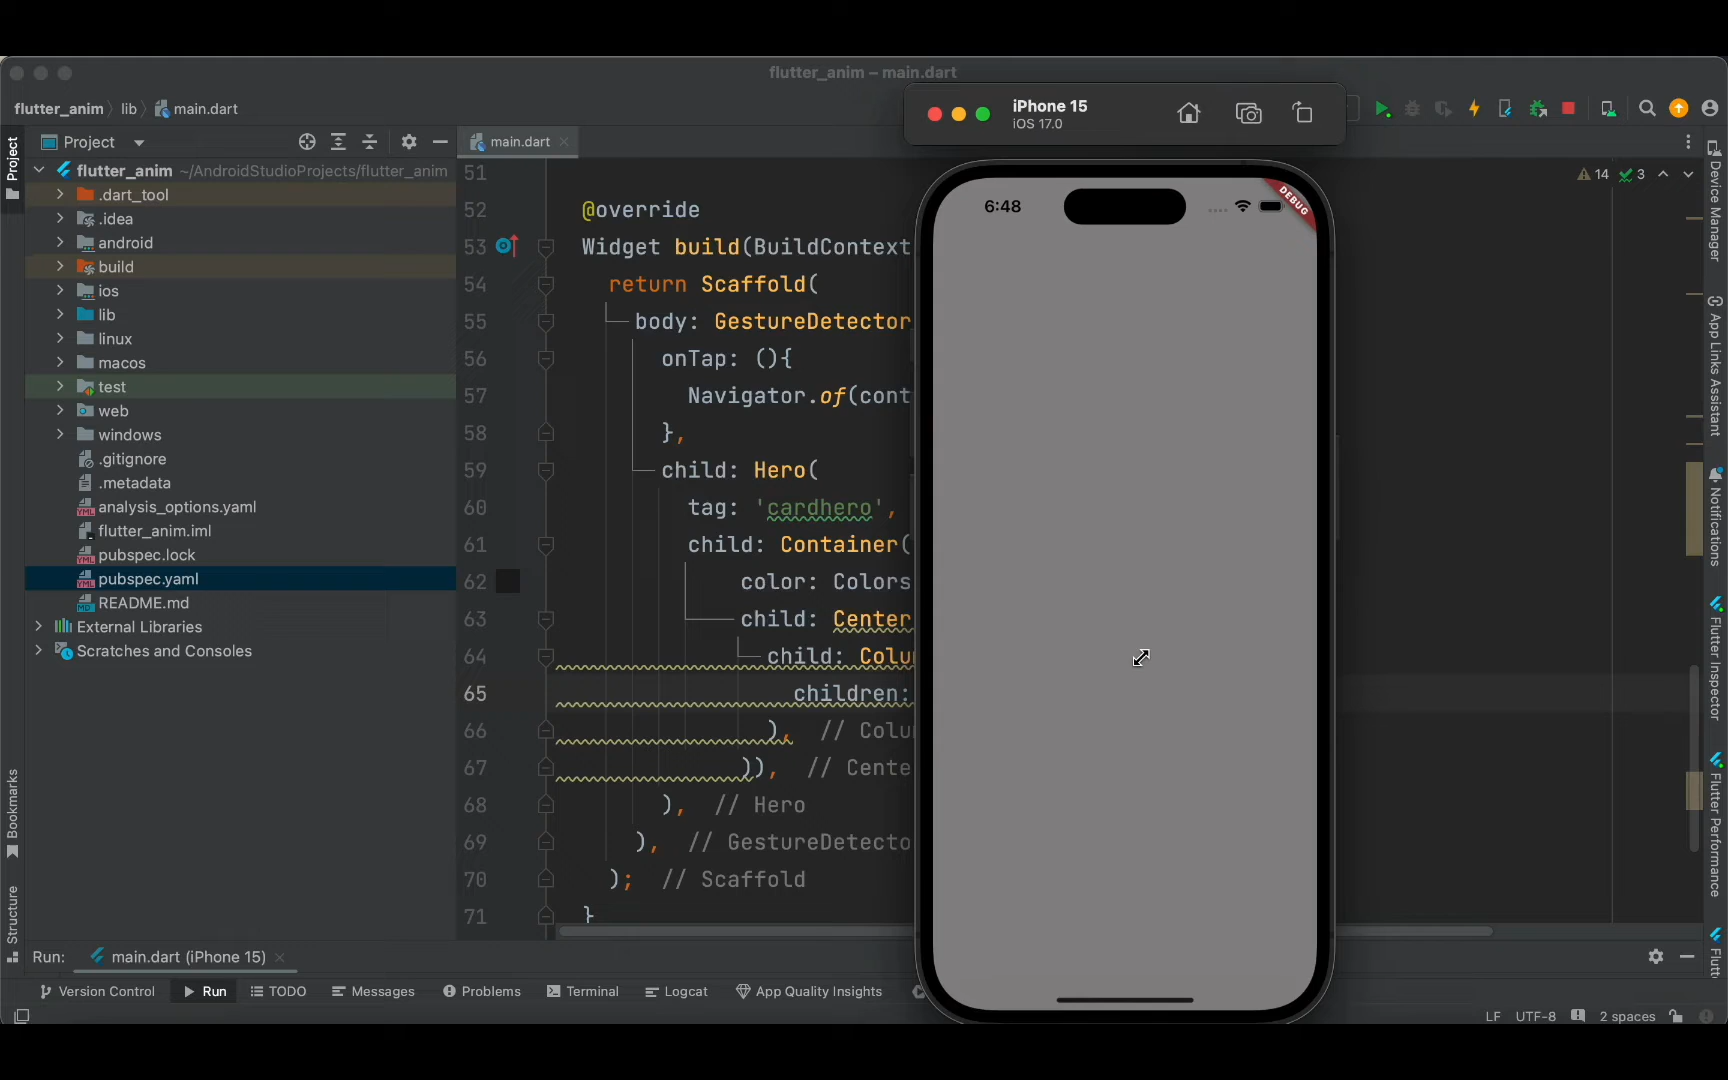 flutter_anim – main.dart
flutter_anim
lib
main.dart
iPhone 15
iOS 17.0
Project
main.dart
Project
flutter_anim ~/AndroidStudioProjects/flutter_anim
.dart_tool
.idea
android
build
ios
lib
linux
macos
test
web
windows
.gitignore
.metadata
analysis_options.yaml
flutter_anim.iml
pubspec.lock
pubspec.yaml
README.md
External Libraries
Scratches and Consoles
Bookmarks
Structure
51
52 @override
53 Widget build(BuildContext
54 return Scaffold(
55 body: GestureDetector
56 onTap: (){
57 Navigator.of(cont
58 },
59 child: Hero(
60 tag: 'cardhero',
61 child: Container(
62 color: Colors
63 child: Center
64 child: Colu
65 children:
66 ), // Colu
67 )), // Cente
68 ), // Hero
69 ), // GestureDetecto
70 ); // Scaffold
71 }
6:48
DEBUG
14 3
Device Manager
App Links Assistant
Notifications
Flutter Inspector
Flutter Performance
Flutt
Run: main.dart (iPhone 15)
Version Control
Run
TODO
Messages
Problems
Terminal
Logcat
App Quality Insights
LF UTF-8 2 spaces